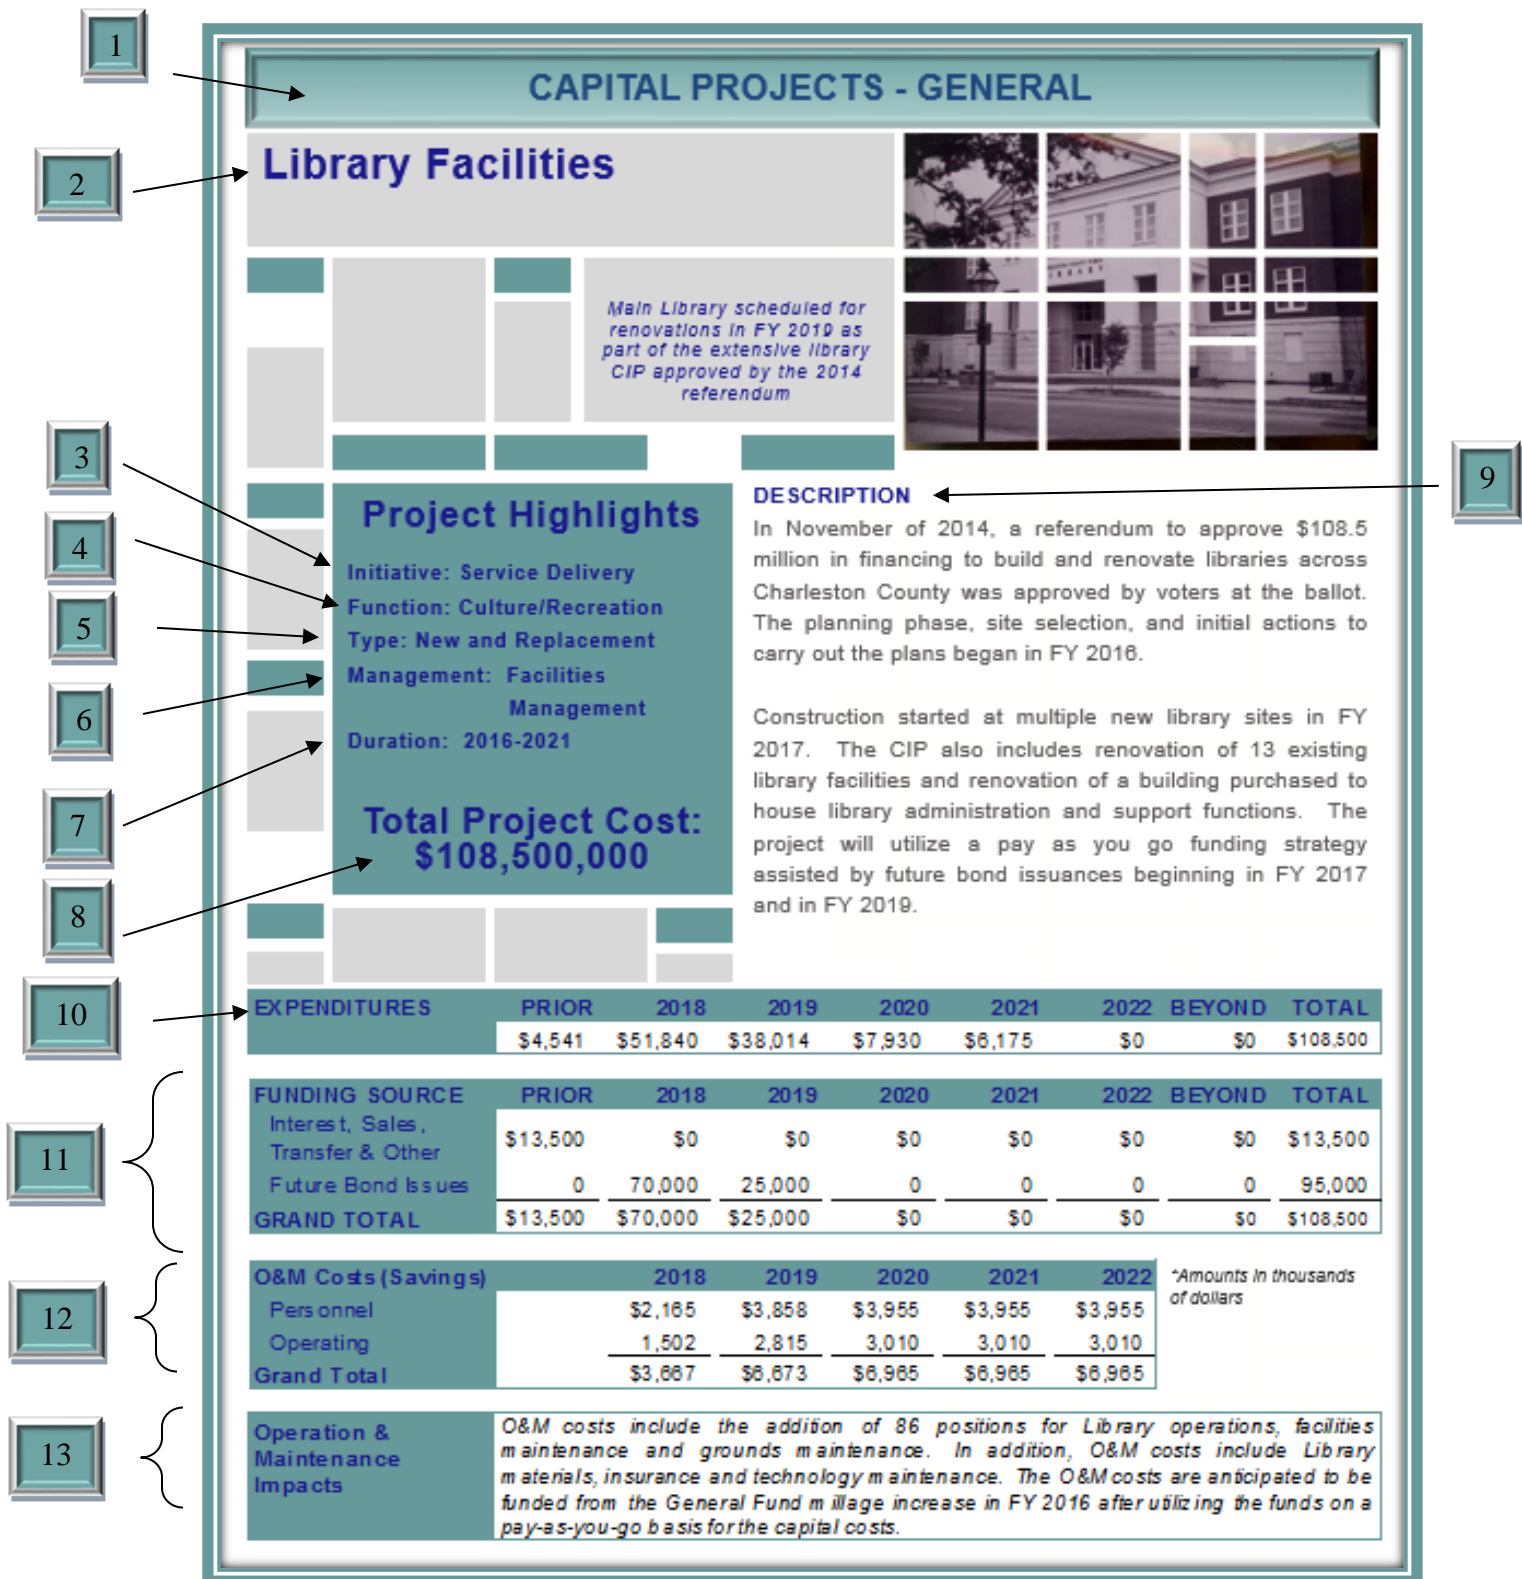 1
CAPITAL PROJECTS - GENERAL
2
Library Facilities
Main Library scheduled for
renovations in FY 2019 as
part of the extensive library
CIP approved by the 2014
referendum
LIBRARY
3
4
5
6
7
8
Project Highlights
Initiative: Service Delivery
Function: Culture/Recreation
Type: New and Replacement
Management: Facilities
Management
Duration: 2016-2021
Total Project Cost:
$108,500,000
9
DESCRIPTION
In November of 2014, a referendum to approve $108.5
million in financing to build and renovate libraries across
Charleston County was approved by voters at the ballot.
The planning phase, site selection, and initial actions to
carry out the plans began in FY 2016.
Construction started at multiple new library sites in FY
2017. The CIP also includes renovation of 13 existing
library facilities and renovation of a building purchased to
house library administration and support functions. The
project will utilize a pay as you go funding strategy
assisted by future bond issuances beginning in FY 2017
and in FY 2019.
10
EXPENDITURES PRIOR 2018 2019 2020 2021 2022 BEYOND TOTAL
$4,541 $51,840 $38,014 $7,930 $6,175 $0 $0 $108,500
11
FUNDING SOURCE PRIOR 2018 2019 2020 2021 2022 BEYOND TOTAL
Interest, Sales,
Transfer & Other $13,500 $0 $0 $0 $0 $0 $0 $13,500
Future Bond Issues 0 70,000 25,000 0 0 0 0 95,000
GRAND TOTAL $13,500 $70,000 $25,000 $0 $0 $0 $0 $108,500
12
O&M Costs (Savings) 2018 2019 2020 2021 2022
Personnel $2,165 $3,858 $3,955 $3,955 $3,955
Operating 1,502 2,815 3,010 3,010 3,010
Grand Total $3,667 $6,673 $6,965 $6,965 $6,965
*Amounts in thousands
of dollars
13
Operation &
Maintenance
Impacts
O&M costs include the addition of 86 positions for Library operations, facilities
maintenance and grounds maintenance. In addition, O&M costs include Library
materials, insurance and technology maintenance. The O&M costs are anticipated to be
funded from the General Fund millage increase in FY 2016 after utilizing the funds on a
pay-as-you-go basis for the capital costs.